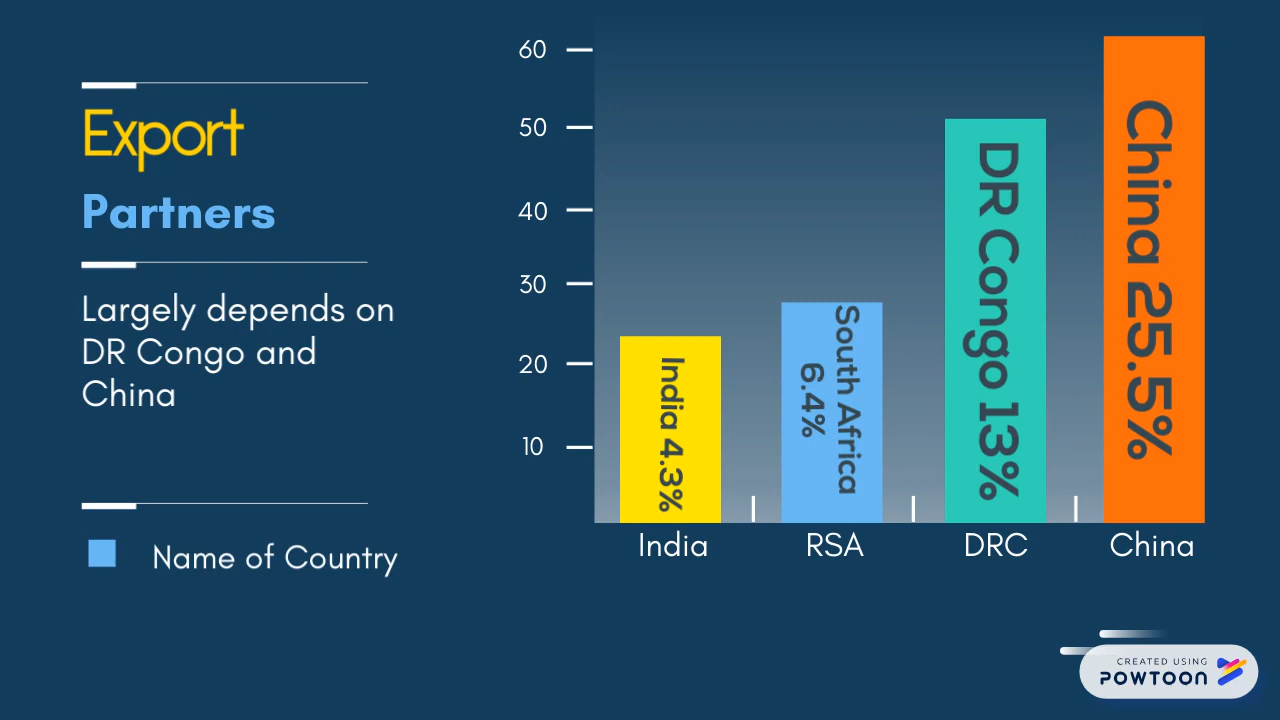 Export
Partners
Largely depends on
DR Congo and
China
Name of Country
60
50
40
30
20
10
India 4.3%
South Africa
6.4%
DR Congo 13%
China 25.5%
India
RSA
DRC
China
CREATED USING
POWTOON